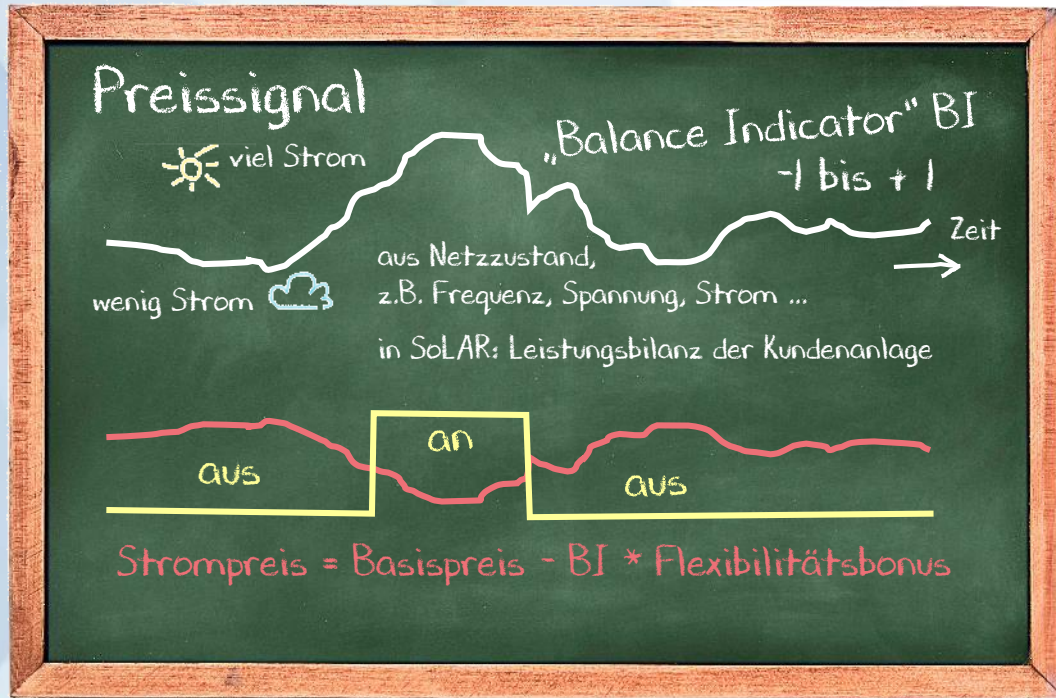 Preissignal
„Balance Indicator" BI
-1 bis + 1
viel Strom
Zeit
wenig Strom
aus Netzzustand,
z.B. Frequenz, Spannung, Strom ...
in SoLAR: Leistungsbilanz der Kundenanlage
aus
an
aus
Strompreis = Basispreis - BI * Flexibilitätsbonus